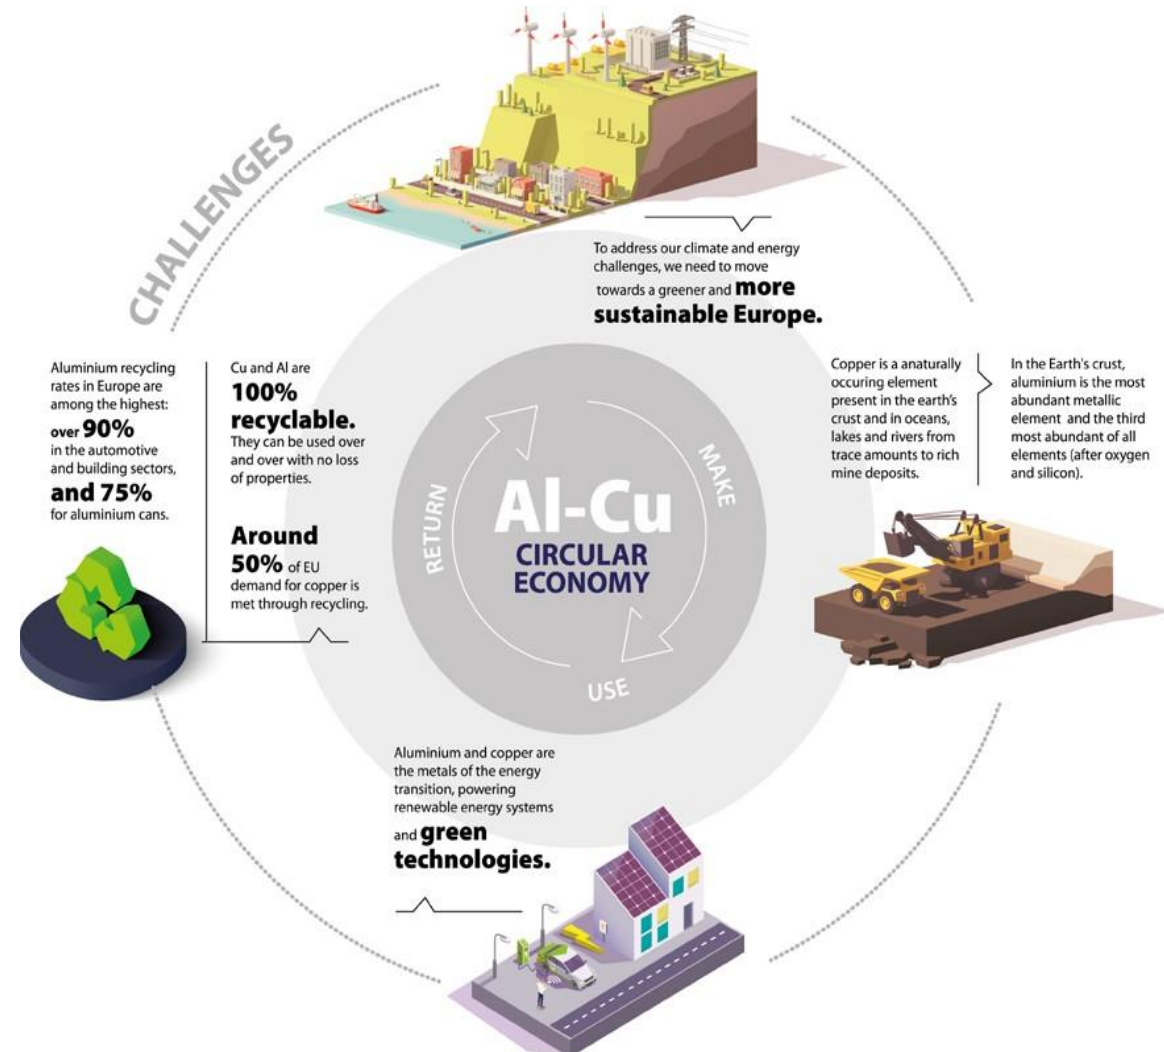 CHALLENGES
To address our climate and energy
challenges, we need to move
towards a greener and more
sustainable Europe.
Aluminium recycling
rates in Europe are
among the highest:
over 90%
in the automotive
and building sectors,
and 75%
for aluminium cans.
Cu and Al are
100%
recyclable.
They can be used over
and over with no loss
of properties.
Around
50% of EU
demand for copper is
met through recycling.
Copper is a anaturally
occuring element
present in the earth's
crust and in oceans,
lakes and rivers from
trace amounts to rich
mine deposits.
In the Earth's crust,
aluminium is the most
abundant metallic
element and the third
most abundant of all
elements (after oxygen
and silicon).
RETURN
MAKE
Al-Cu
CIRCULAR
ECONOMY
USE
Aluminium and copper are
the metals of the energy
transition, powering
renewable energy systems
and green
technologies.